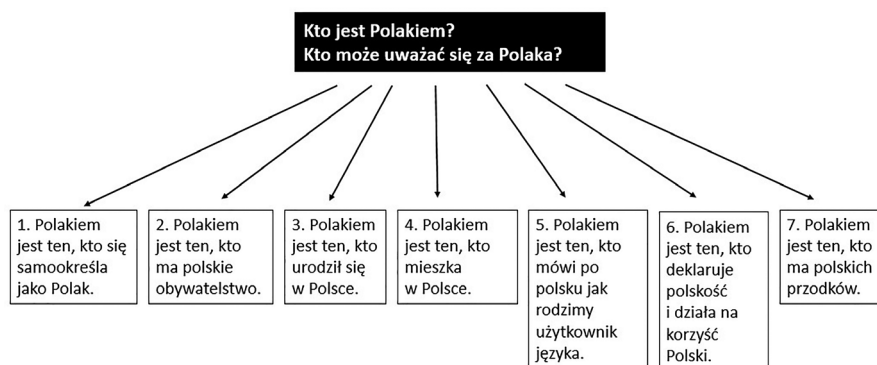 Kto jest Polakiem?
Kto może uważać się za Polaka?
1. Polakiem
jest ten, kto się
samookreśla
jako Polak.
2. Polakiem
jest ten, kto
ma polskie
obywatelstwo.
3. Polakiem
jest ten, kto
urodził się
w Polsce.
4. Polakiem
jest ten, kto
mieszka
w Polsce.
5. Polakiem
jest ten, kto
mówi po
polsku jak
rodzimy
użytkownik
języka.
6. Polakiem
jest ten, kto
deklaruje
polskość
i działa na
korzyść
Polski.
7. Polakiem
jest ten, kto
ma polskich
przodków.